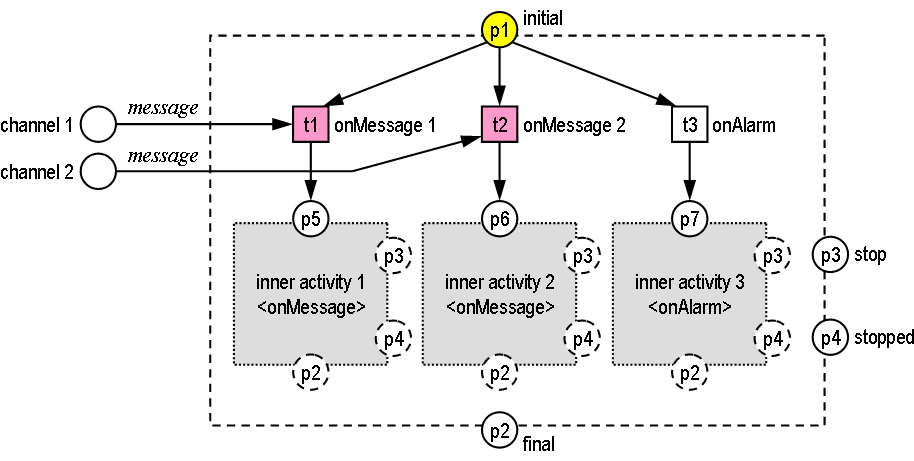 p1 initial
message
channel 1 t1 onMessage 1 t2 onMessage 2 t3 onAlarm
message
channel 2
p5 p6 p7
p3 p3 p3 p3 stop
inner activity 1 inner activity 2 inner activity 3
<onMessage> <onMessage> <onAlarm>
p4 p4 p4 p4 stopped
p2 p2 p2
p2 final